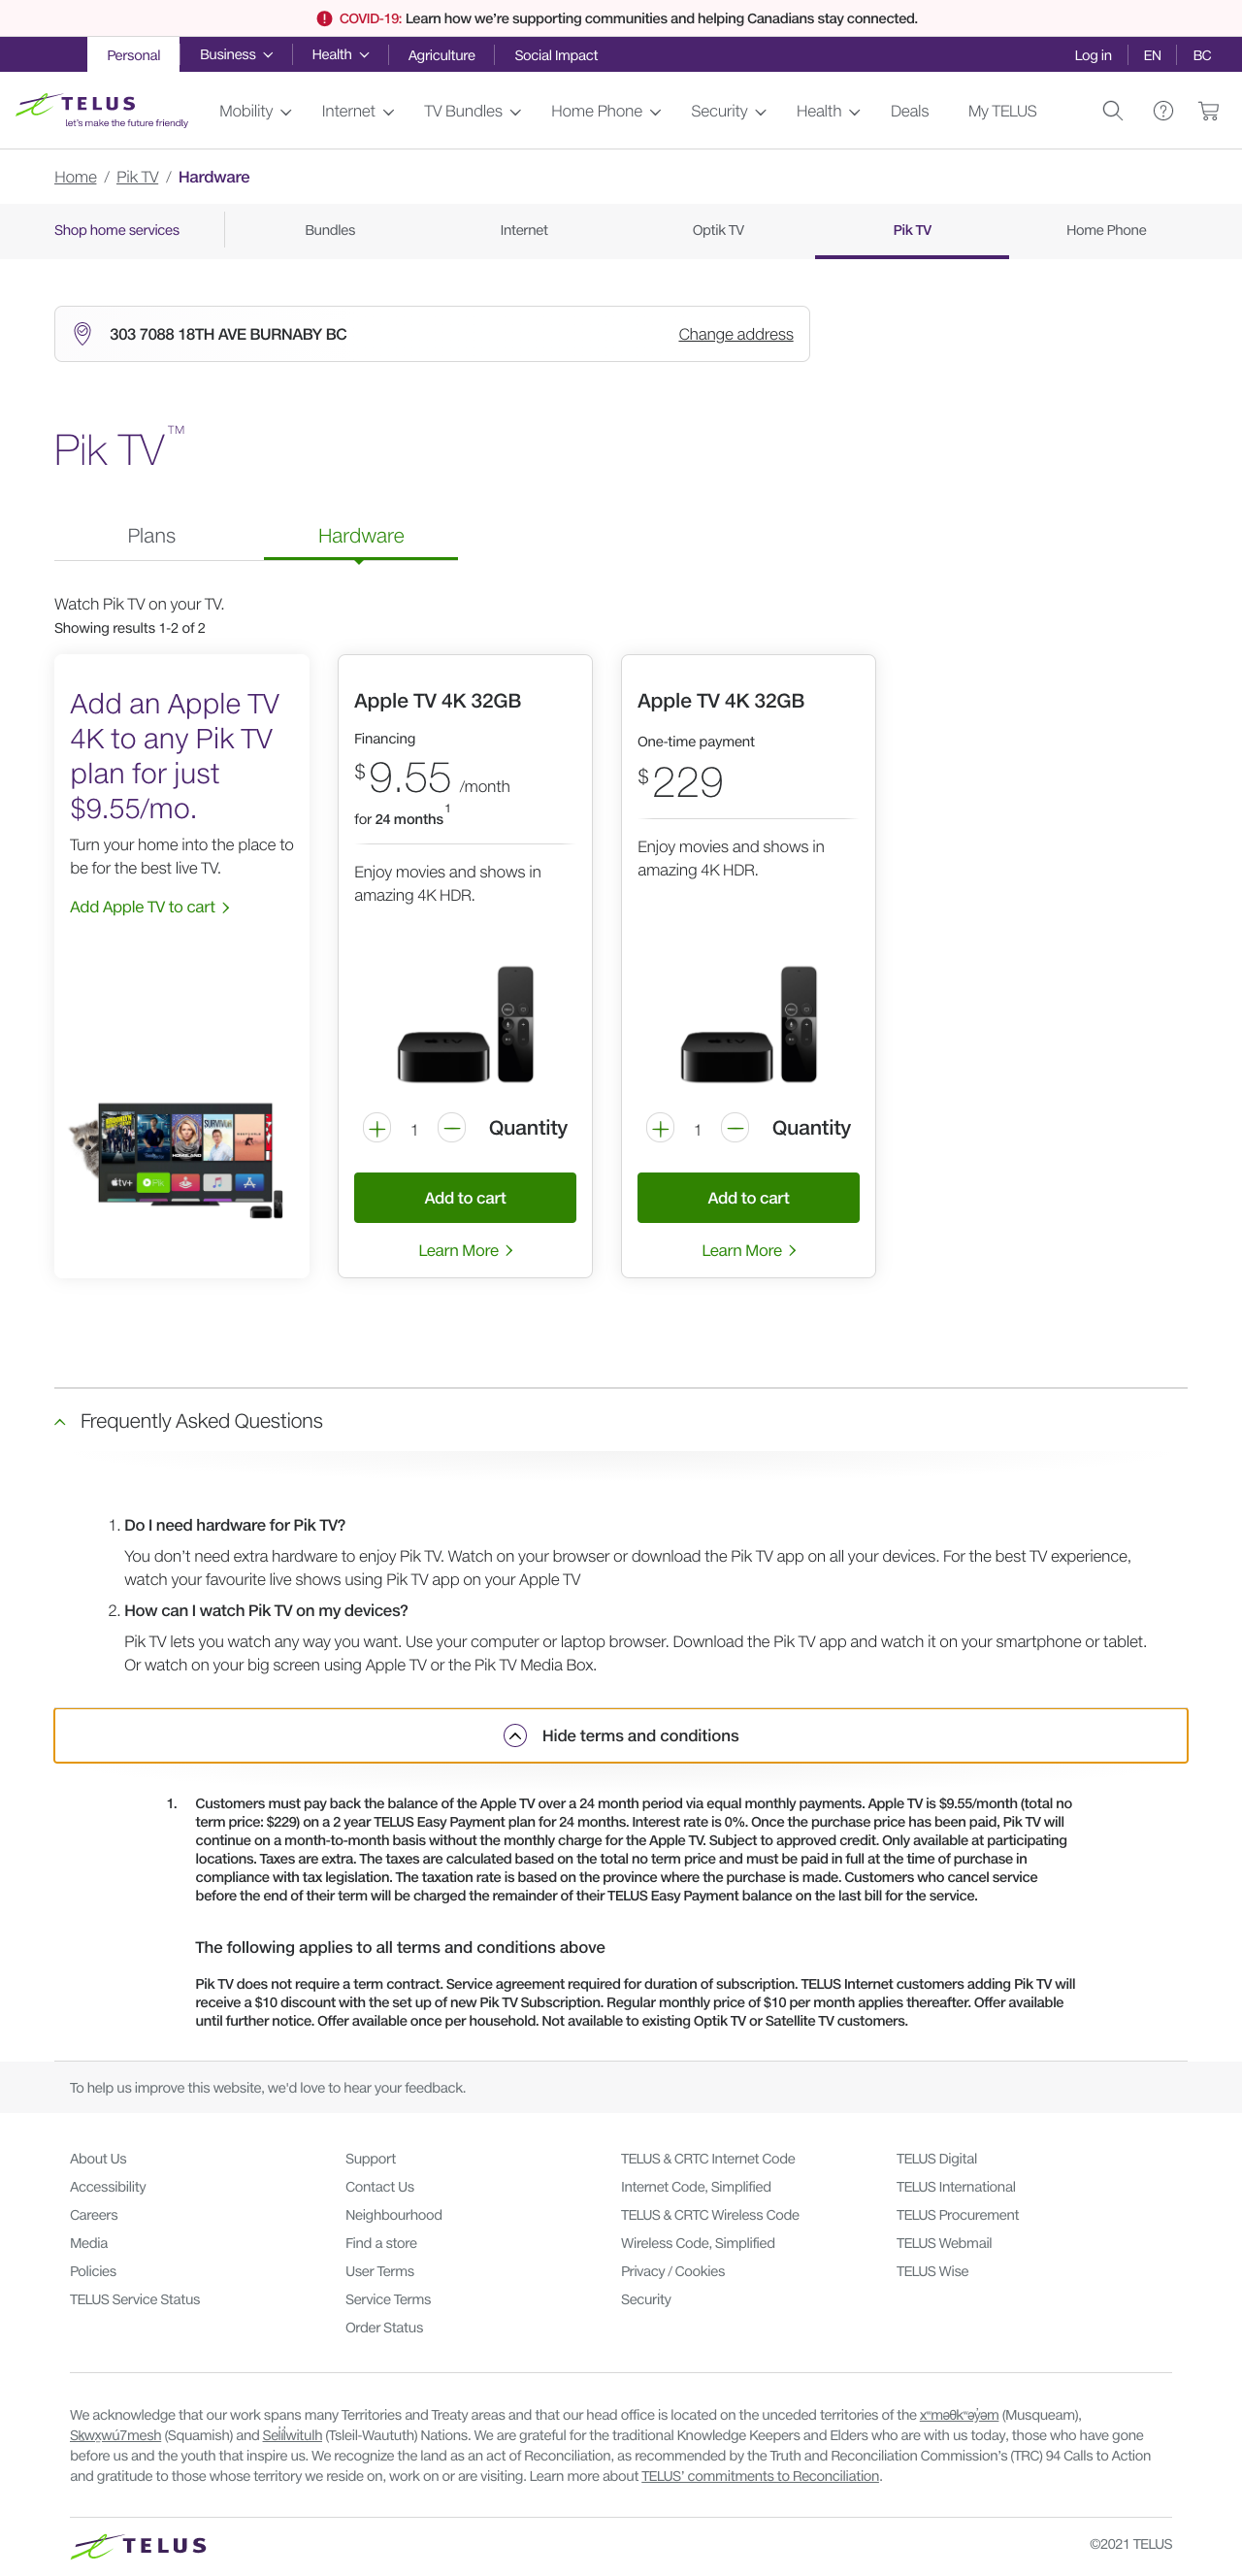 COVID-19: Learn how we're supporting communities and helping Canadians stay connected.
Personal Business Health Agriculture Social Impact Log in EN BC
TELUS
let's make the future friendly
Mobility Internet TV Bundles Home Phone Security Health Deals My TELUS
Home / Pik TV / Hardware
Shop home services Bundles Internet Optik TV Pik TV Home Phone
303 7088 18TH AVE BURNABY BC Change address
Pik TV™
Plans Hardware
Watch Pik TV on your TV.
Showing results 1-2 of 2
Add an Apple TV
4K to any Pik TV
plan for just
$9.55/mo.
Turn your home into the place to
be for the best live TV.
Add Apple TV to cart
Apple TV 4K 32GB
Financing
$9.55 /month
for 24 months1
Enjoy movies and shows in
amazing 4K HDR.
1 Quantity
Add to cart
Learn More
Apple TV 4K 32GB
One-time payment
$229
Enjoy movies and shows in
amazing 4K HDR.
1 Quantity
Add to cart
Learn More
Frequently Asked Questions
1. Do I need hardware for Pik TV?
You don't need extra hardware to enjoy Pik TV. Watch on your browser or download the Pik TV app on all your devices. For the best TV experience,
watch your favourite live shows using Pik TV app on your Apple TV
2. How can I watch Pik TV on my devices?
Pik TV lets you watch any way you want. Use your computer or laptop browser. Download the Pik TV app and watch it on your smartphone or tablet.
Or watch on your big screen using Apple TV or the Pik TV Media Box.
Hide terms and conditions
1. Customers must pay back the balance of the Apple TV over a 24 month period via equal monthly payments. Apple TV is $9.55/month (total no
term price: $229) on a 2 year TELUS Easy Payment plan for 24 months. Interest rate is 0%. Once the purchase price has been paid, Pik TV will
continue on a month-to-month basis without the monthly charge for the Apple TV. Subject to approved credit. Only available at participating
locations. Taxes are extra. The taxes are calculated based on the total no term price and must be paid in full at the time of purchase in
compliance with tax legislation. The taxation rate is based on the province where the purchase is made. Customers who cancel service
before the end of their term will be charged the remainder of their TELUS Easy Payment balance on the last bill for the service.
The following applies to all terms and conditions above
Pik TV does not require a term contract. Service agreement required for duration of subscription. TELUS Internet customers adding Pik TV will
receive a $10 discount with the set up of new Pik TV Subscription. Regular monthly price of $10 per month applies thereafter. Offer available
until further notice. Offer available once per household. Not available to existing Optik TV or Satellite TV customers.
To help us improve this website, we'd love to hear your feedback.
About Us
Accessibility
Careers
Media
Policies
TELUS Service Status
Support
Contact Us
Neighbourhood
Find a store
User Terms
Service Terms
Order Status
TELUS & CRTC Internet Code
Internet Code, Simplified
TELUS & CRTC Wireless Code
Wireless Code, Simplified
Privacy / Cookies
Security
TELUS Digital
TELUS International
TELUS Procurement
TELUS Webmail
TELUS Wise
We acknowledge that our work spans many Territories and Treaty areas and that our head office is located on the unceded territories of the xʷməθkʷəy̓əm (Musqueam),
Skwxwú7mesh (Squamish) and Sel̓íl̓witulh (Tsleil-Waututh) Nations. We are grateful for the traditional Knowledge Keepers and Elders who are with us today, those who have gone
before us and the youth that inspire us. We recognize the land as an act of Reconciliation, as recommended by the Truth and Reconciliation Commission's (TRC) 94 Calls to Action
and gratitude to those whose territory we reside on, work on or are visiting. Learn more about TELUS' commitments to Reconciliation.
TELUS ©2021 TELUS